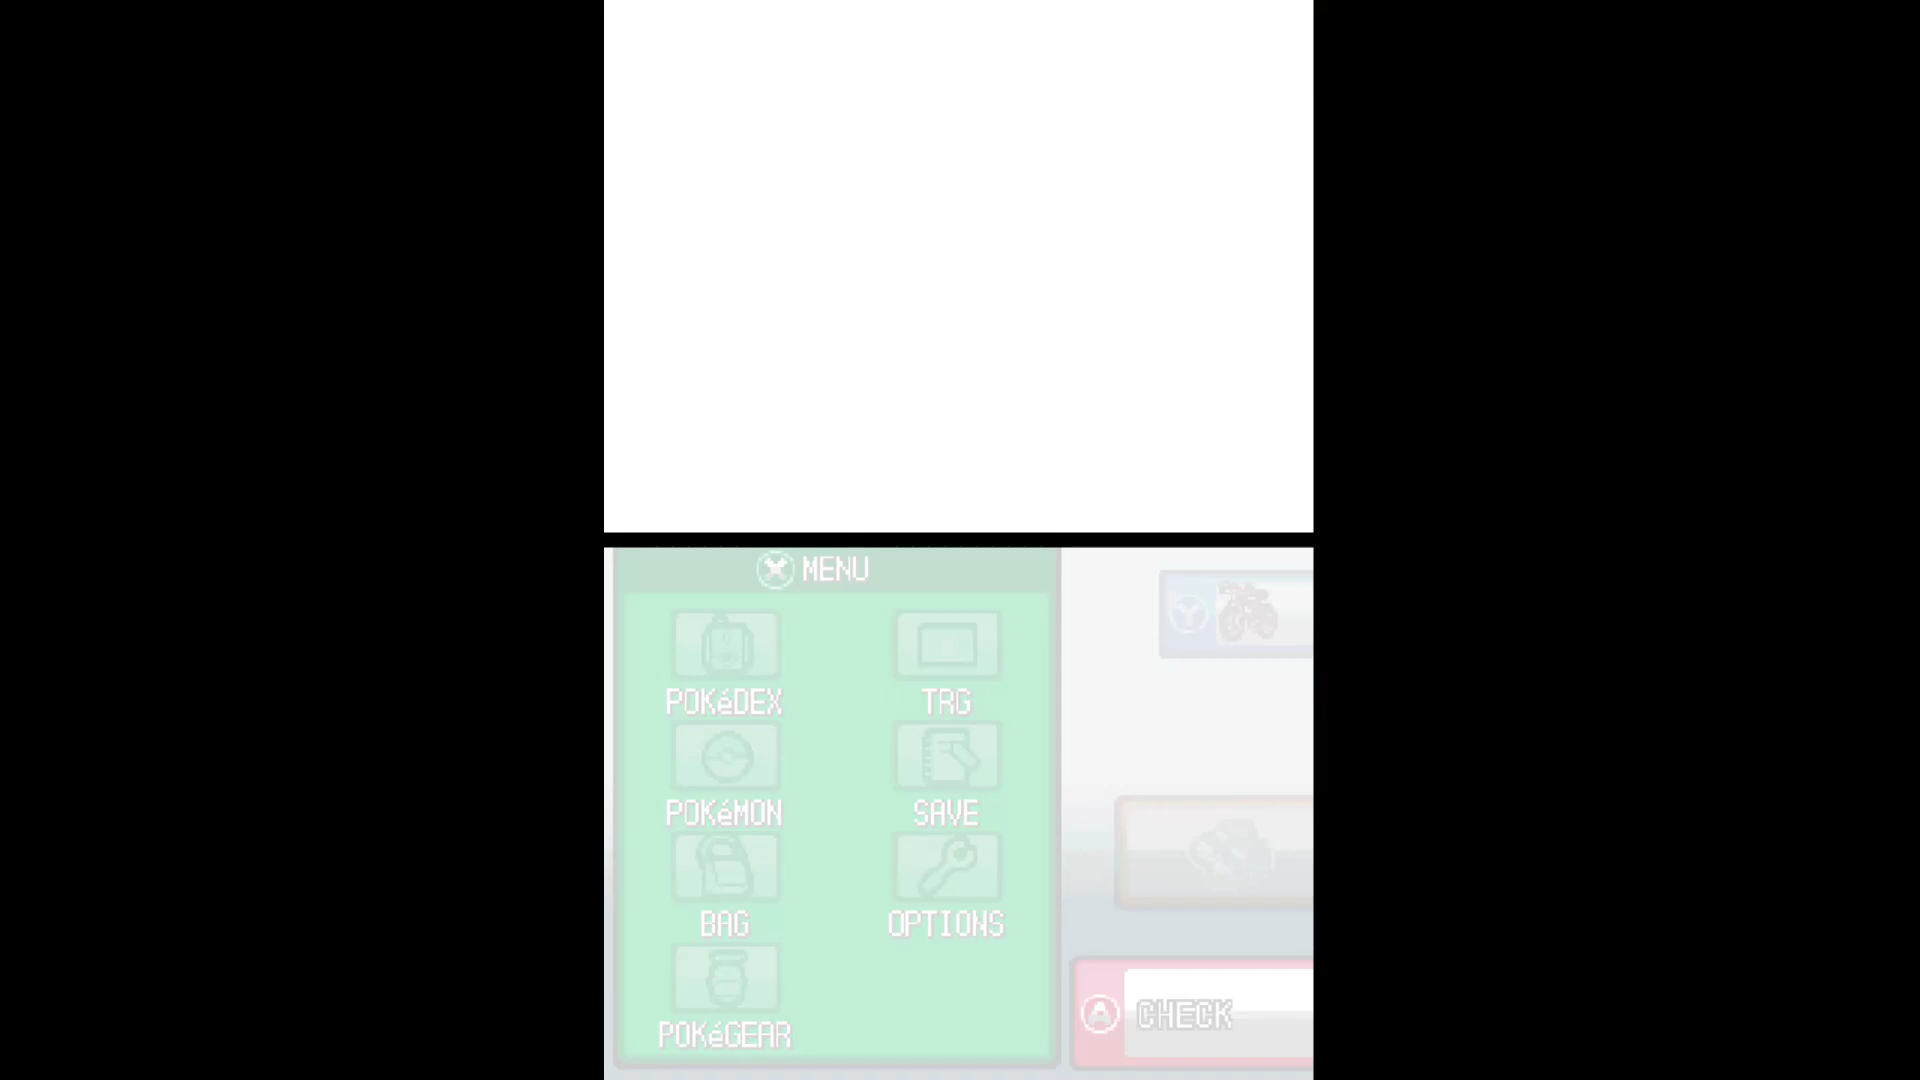 X MENU
POKéDEX
TRG
POKéMON
SAVE
BAG
OPTIONS
POKéGEAR
Y
A CHECK